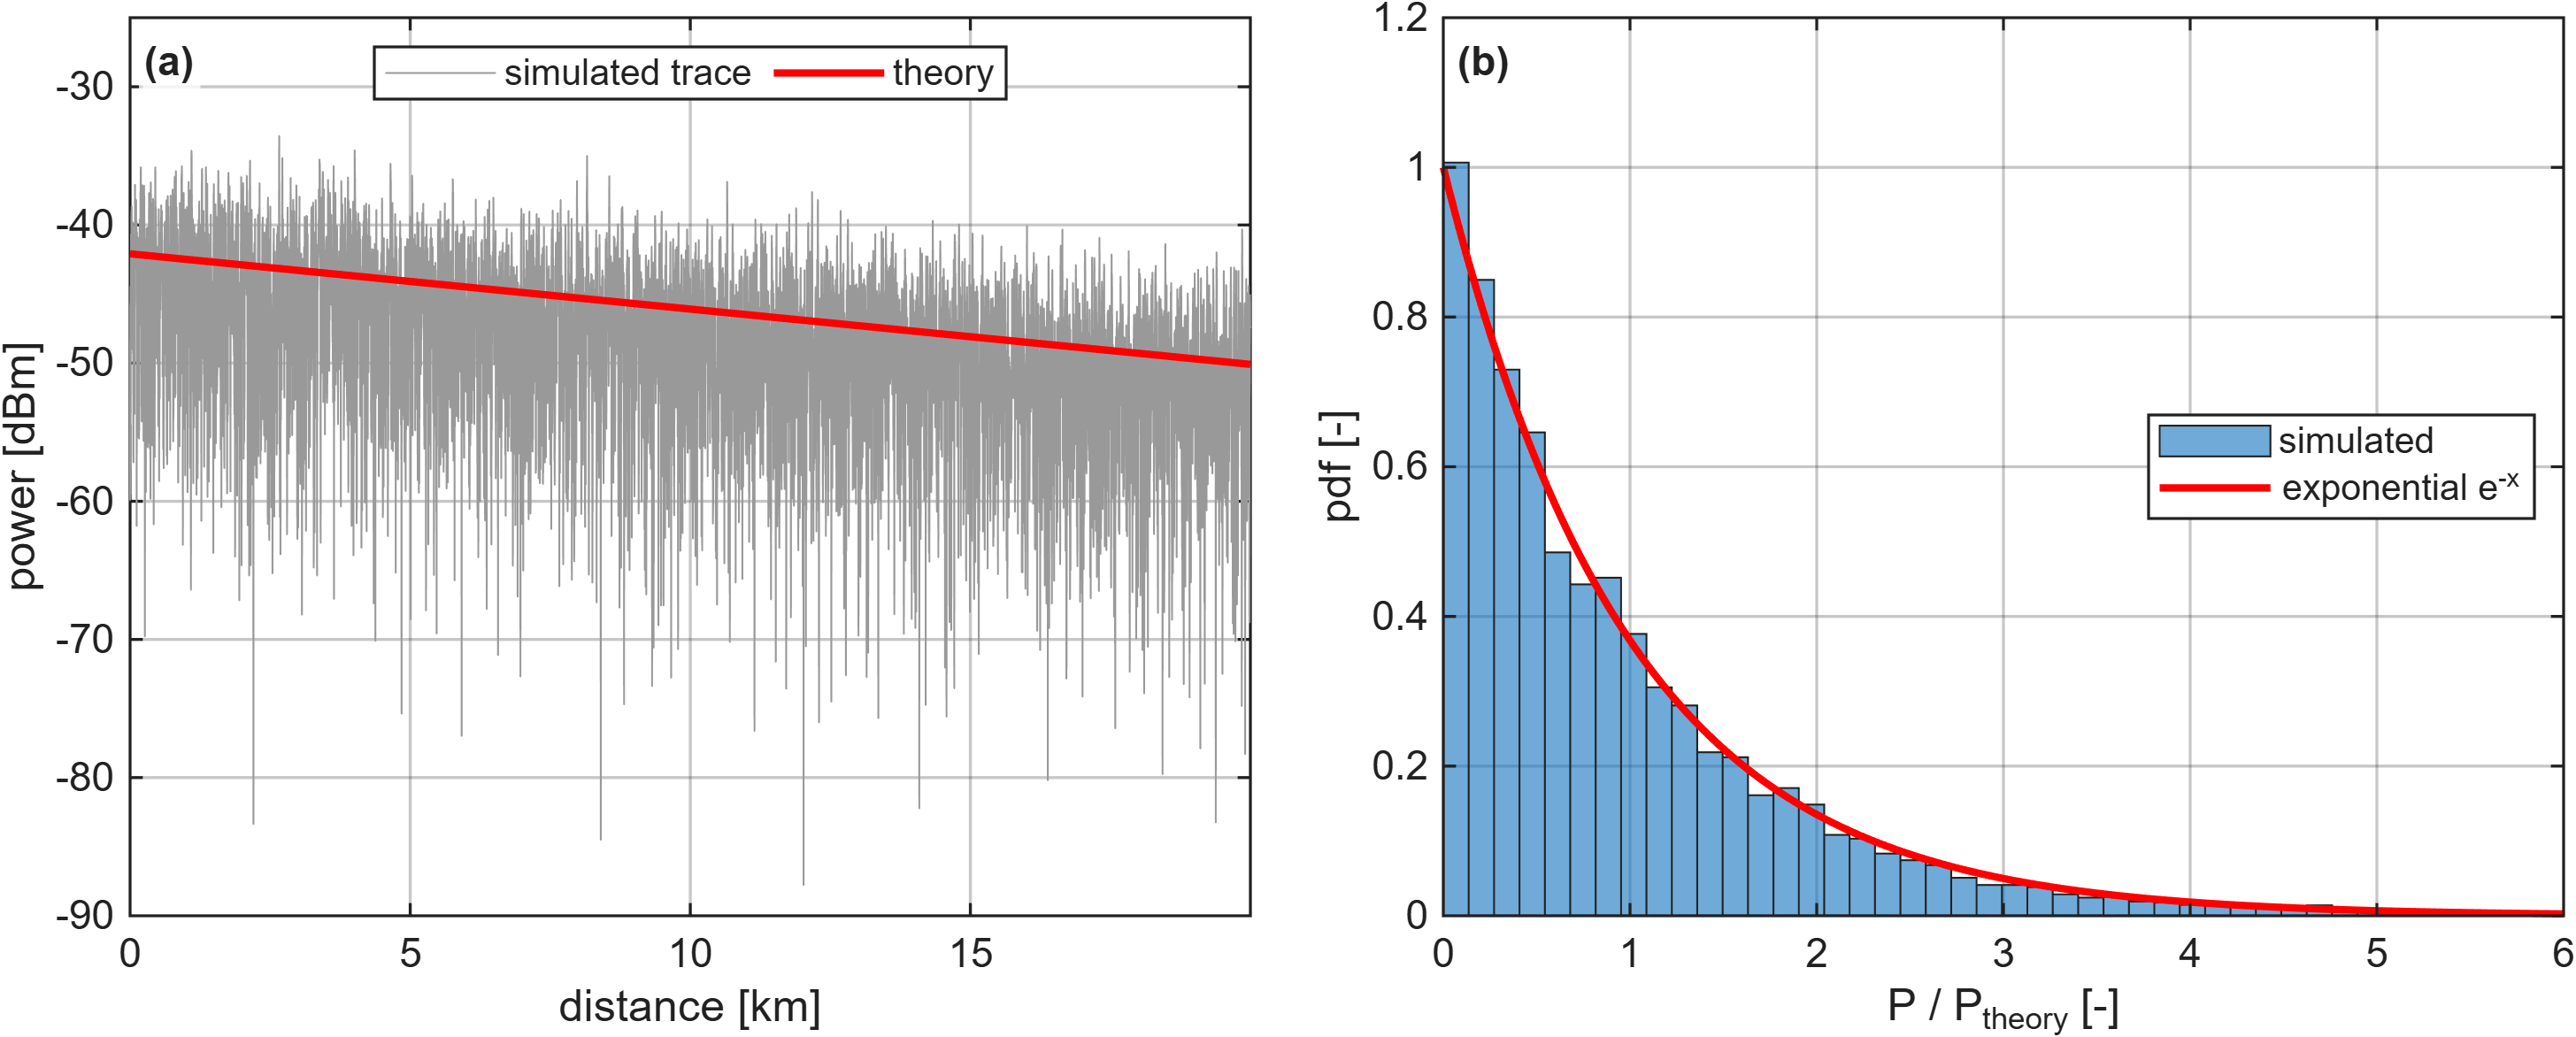 (a)
simulated trace
theory
-30
-40
-50
-60
-70
-80
-90
0
5
10
15
power [dBm]
distance [km]
(b)
simulated
exponential e-x
1.2
1
0.8
0.6
0.4
0.2
0
0
1
2
3
4
5
6
pdf [-]
P / Ptheory [-]